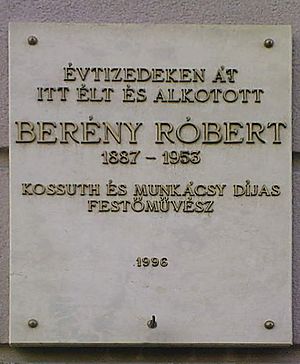 ÉVTIZEDEKEN ÁT
ITT ÉLT ÉS ALKOTOTT
BERÉNY RÓBERT
1887 - 1953
KOSSUTH ÉS MUNKÁCSY DÍJAS
FESTŐMŰVÉSZ
1996